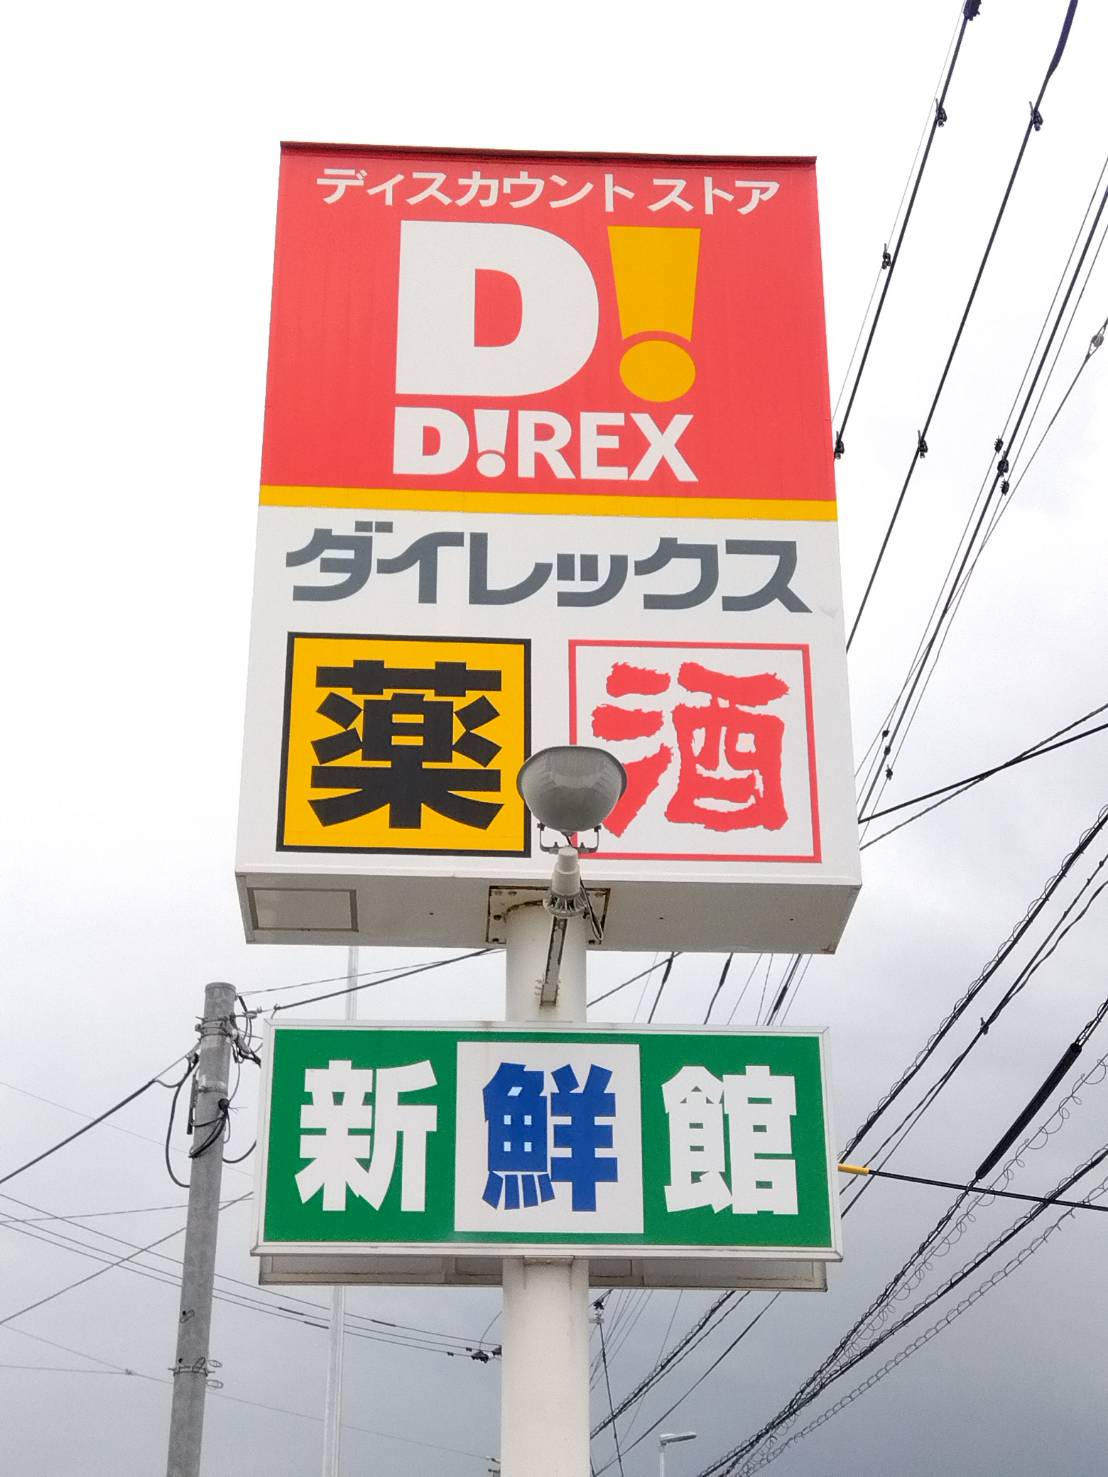 ディスカウント ストア
D!
D!REX
ダイレックス
薬 酒
新鮮館